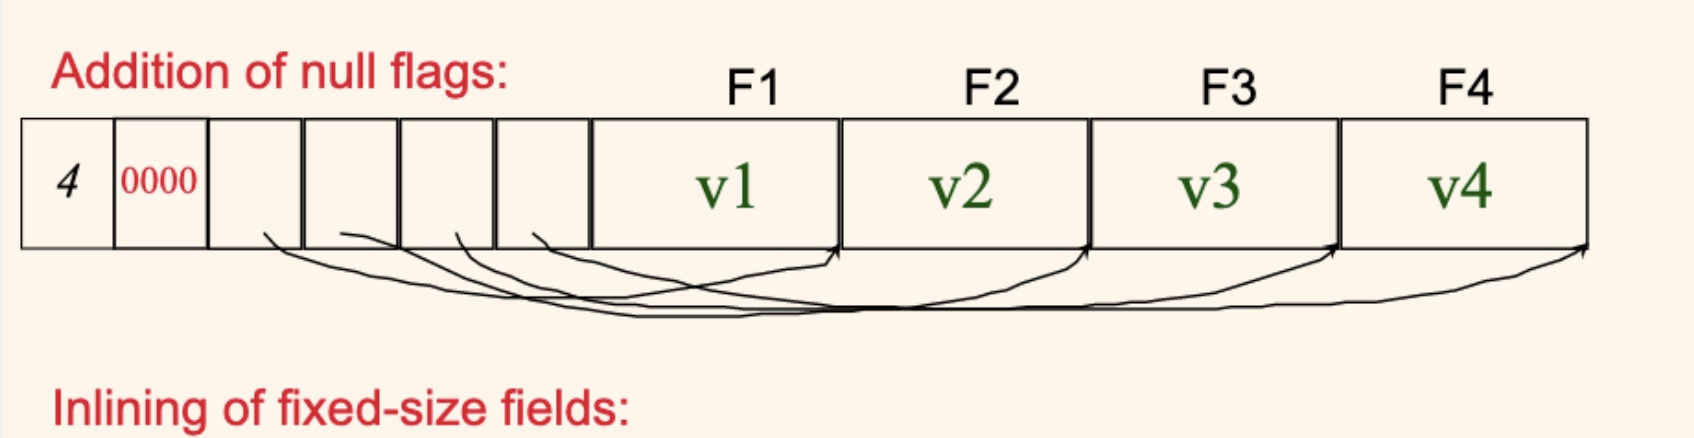 Addition of null flags:
F1 F2 F3 F4
4 0000 v1 v2 v3 v4
Inlining of fixed-size fields: